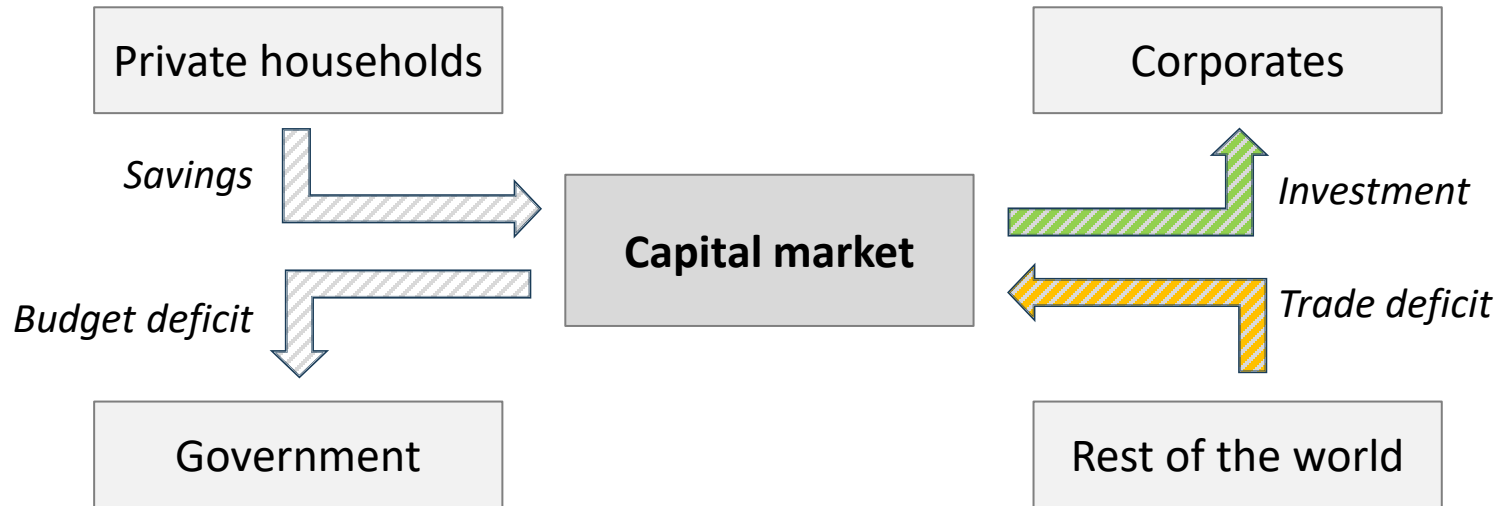 Private households
Corporates
Savings
Investment
Capital market
Budget deficit
Trade deficit
Government
Rest of the world